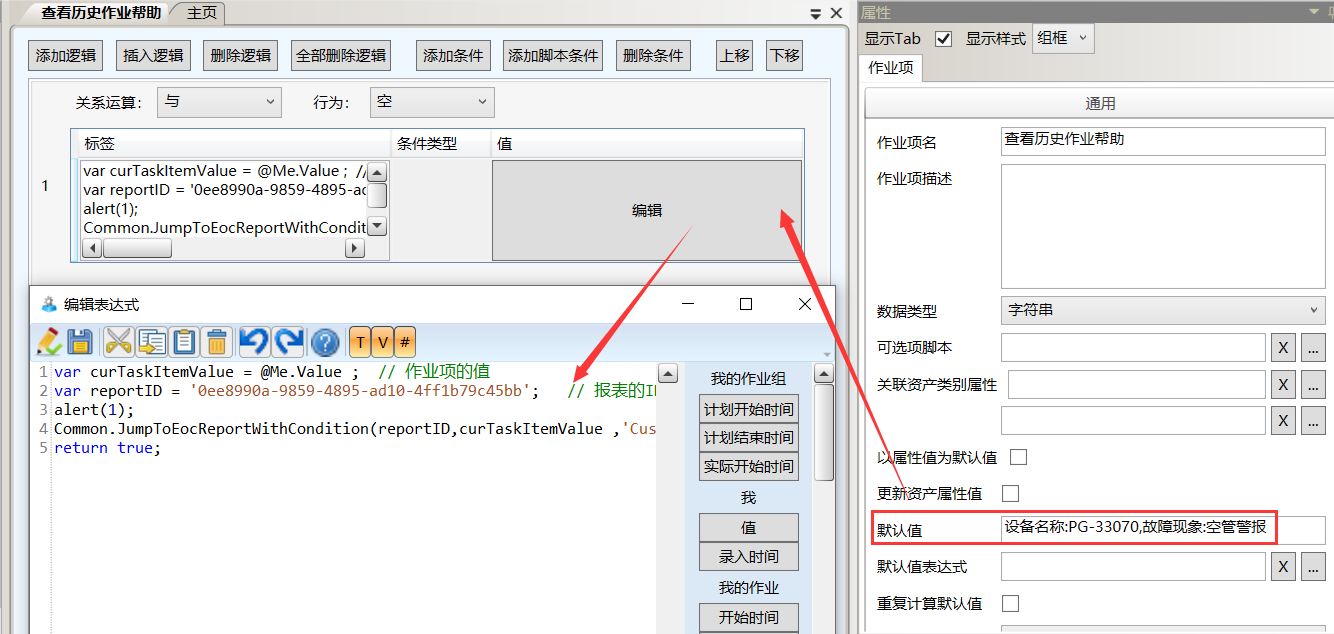 查看历史作业帮助 主页
添加逻辑 插入逻辑 删除逻辑 全部删除逻辑 添加条件 添加脚本条件 删除条件 上移 下移
关系运算: 与 行为: 空
标签 条件类型 值
1
var curTaskItemValue = @Me.Value ; //
var reportID = '0ee8990a-9859-4895-ad
alert(1);
Common.JumpToEocReportWithCondit
编辑
编辑表达式
T V #
1 var curTaskItemValue = @Me.Value ; // 作业项的值
2 var reportID = '0ee8990a-9859-4895-ad10-4ff1b79c45bb'; // 报表的I
3 alert(1);
4 Common.JumpToEocReportWithCondition(reportID,curTaskItemValue ,'Cus
5 return true;
我的作业组
计划开始时间
计划结束时间
实际开始时间
我
值
录入时间
我的作业
开始时间
属性
显示Tab 显示样式 组框
作业项
通用
作业项名 查看历史作业帮助
作业项描述
数据类型 字符串
可选项脚本 X ...
关联资产类别属性 X ...
X ...
以属性值为默认值
更新资产属性值
默认值 设备名称:PG-33070,故障现象:空管警报
默认值表达式 X ...
重复计算默认值